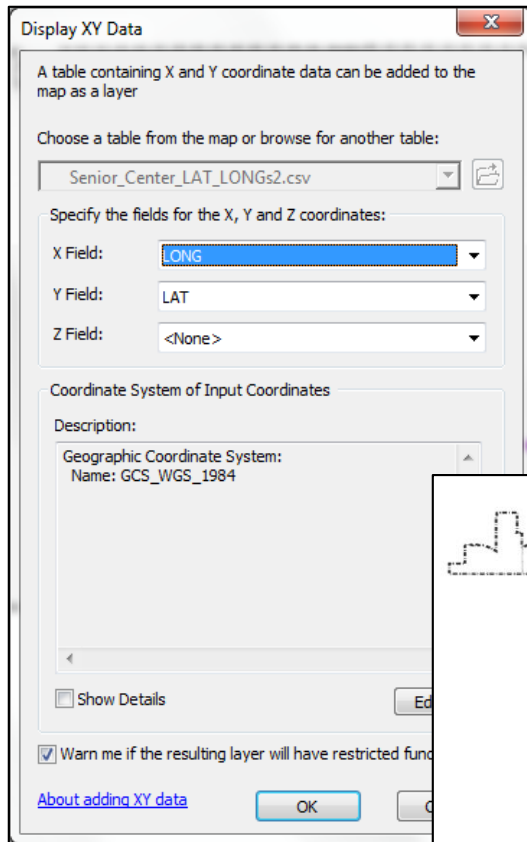 Display XY Data
A table containing X and Y coordinate data can be added to the
map as a layer
Choose a table from the map or browse for another table:
Senior_Center_LAT_LONGs2.csv
Specify the fields for the X, Y and Z coordinates:
X Field:
LONG
Y Field:
LAT
Z Field:
<None>
Coordinate System of Input Coordinates
Description:
Geographic Coordinate System:
Name: GCS_WGS_1984
Show Details
Ed
Warn me if the resulting layer will have restricted func
About adding XY data
OK
C